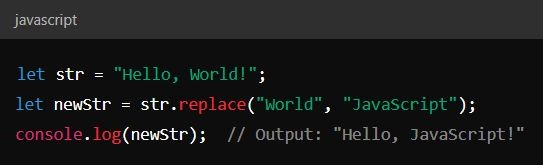 javascript
let str = "Hello, World!";
let newStr = str.replace("World", "JavaScript");
console.log(newStr);  // Output: "Hello, JavaScript!"